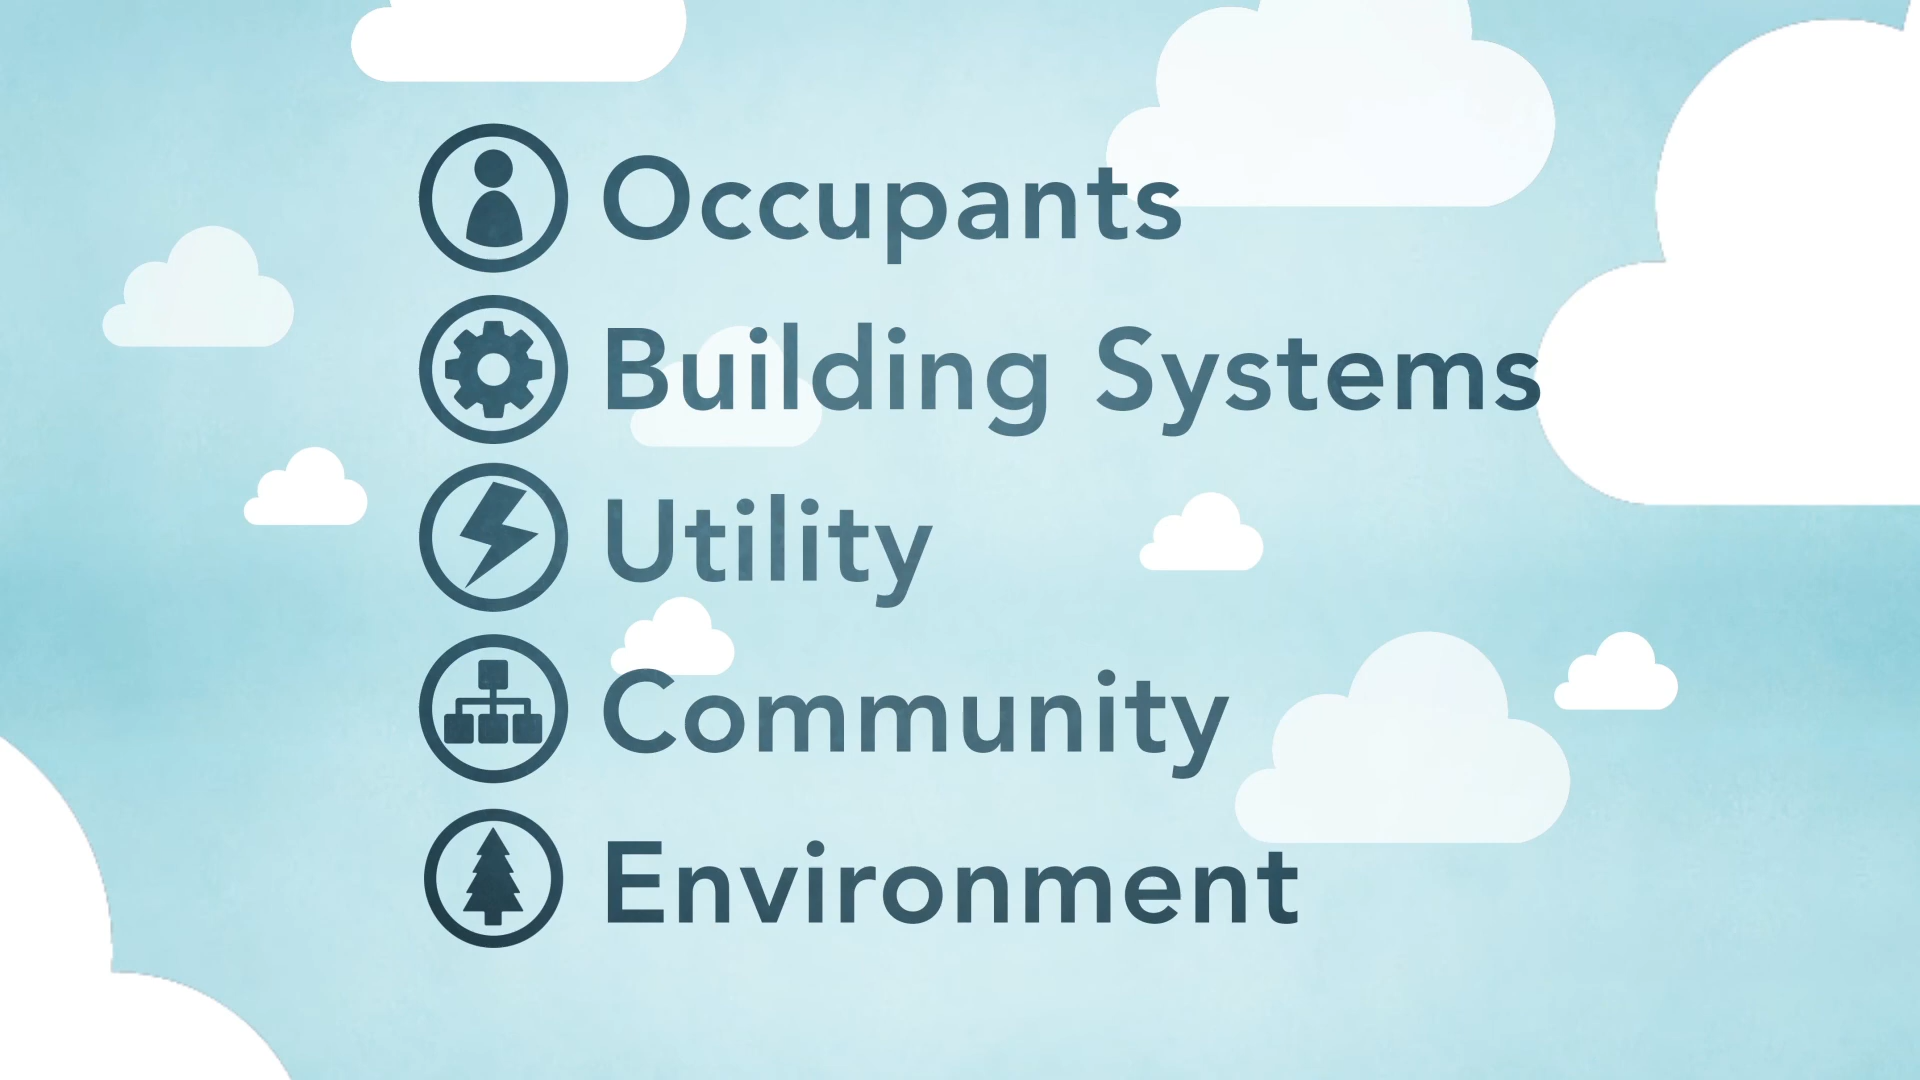 Occupants
Building Systems
Utility
Community
Environment